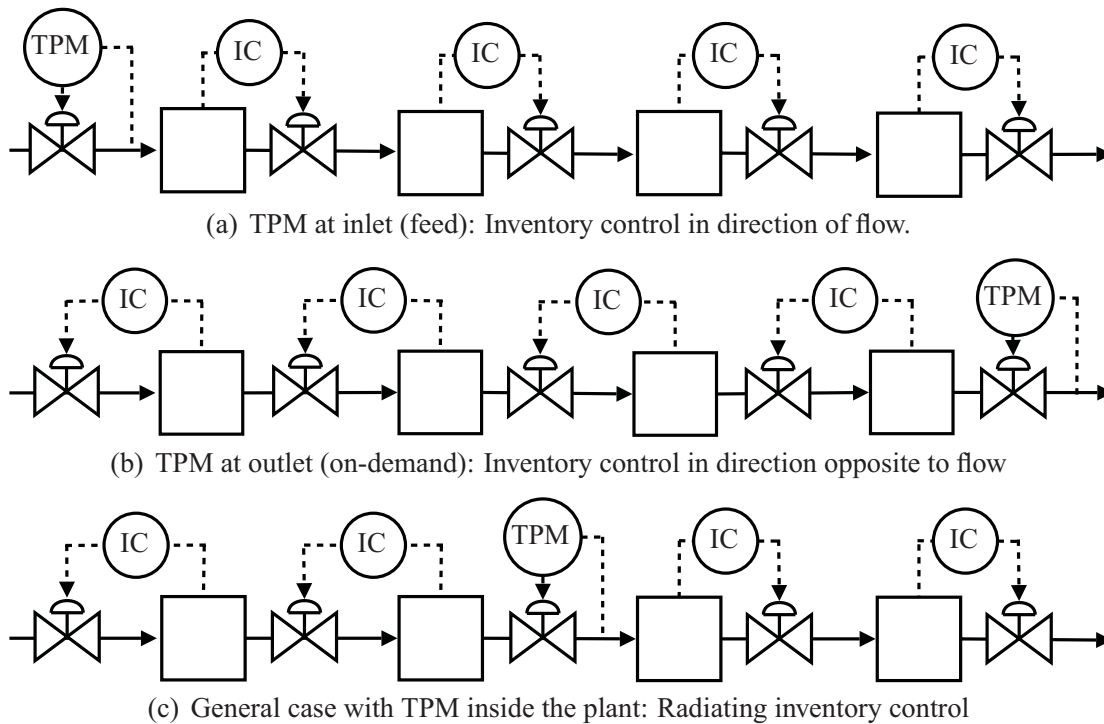 TPM IC IC IC IC
(a) TPM at inlet (feed): Inventory control in direction of flow.
IC IC IC IC TPM
(b) TPM at outlet (on-demand): Inventory control in direction opposite to flow
IC IC TPM IC IC
(c) General case with TPM inside the plant: Radiating inventory control